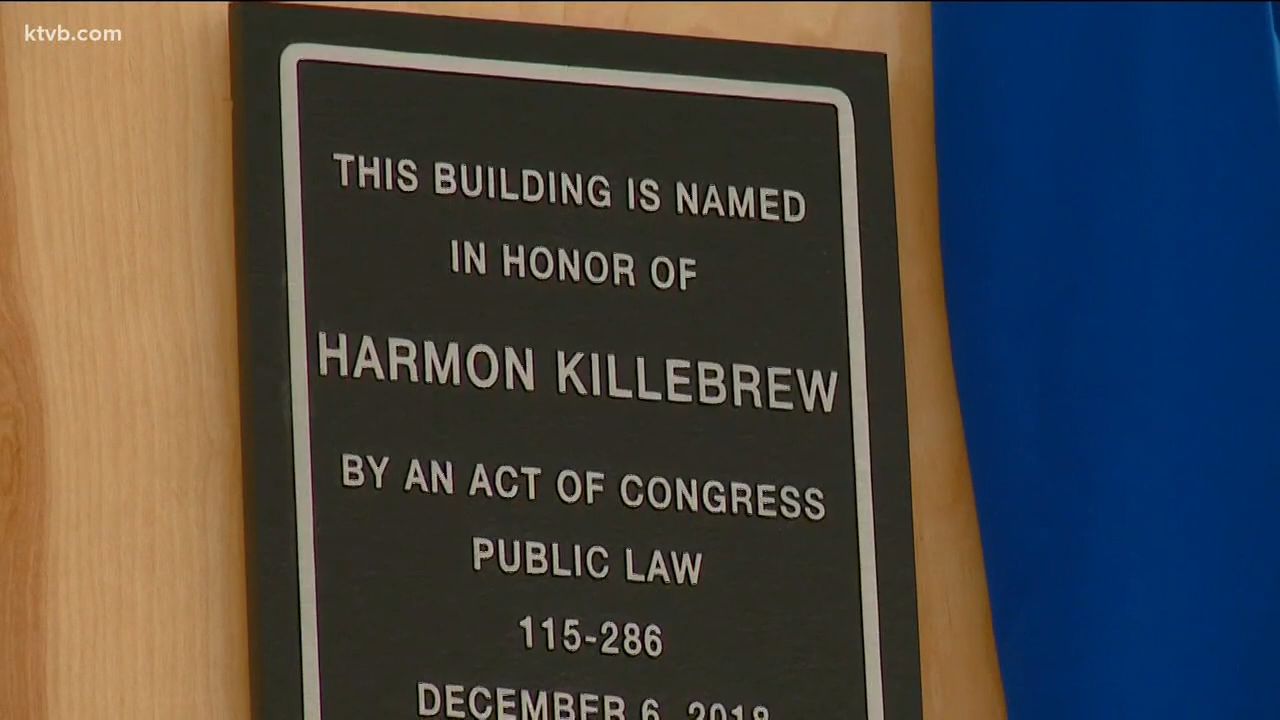 ktvb.com
THIS BUILDING IS NAMED
IN HONOR OF
HARMON KILLEBREW
BY AN ACT OF CONGRESS
PUBLIC LAW
115-286
DECEMBER 6, 2018